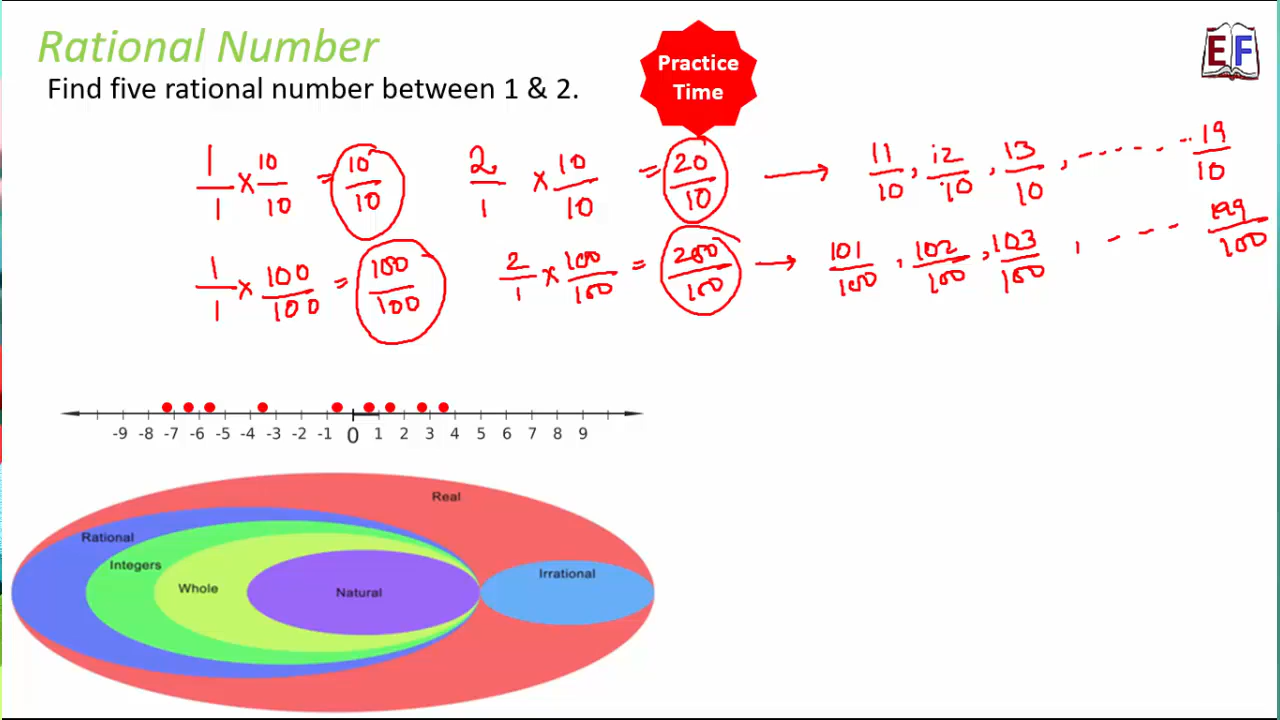 Rational Number
EF
Practice
Time
Find five rational number between 1 & 2.
1/1 × 10/10 = 10/10 2/1 × 10/10 = 20/10 → 11/10, 12/10, 13/10, ------ 19/10
1/1 × 100/100 = 100/100 2/1 × 100/100 = 200/100 → 101/100, 102/100, 103/100, ---- 199/100
-9 -8 -7 -6 -5 -4 -3 -2 -1 0 1 2 3 4 5 6 7 8 9
Real
Rational
Integers
Whole
Natural
Irrational